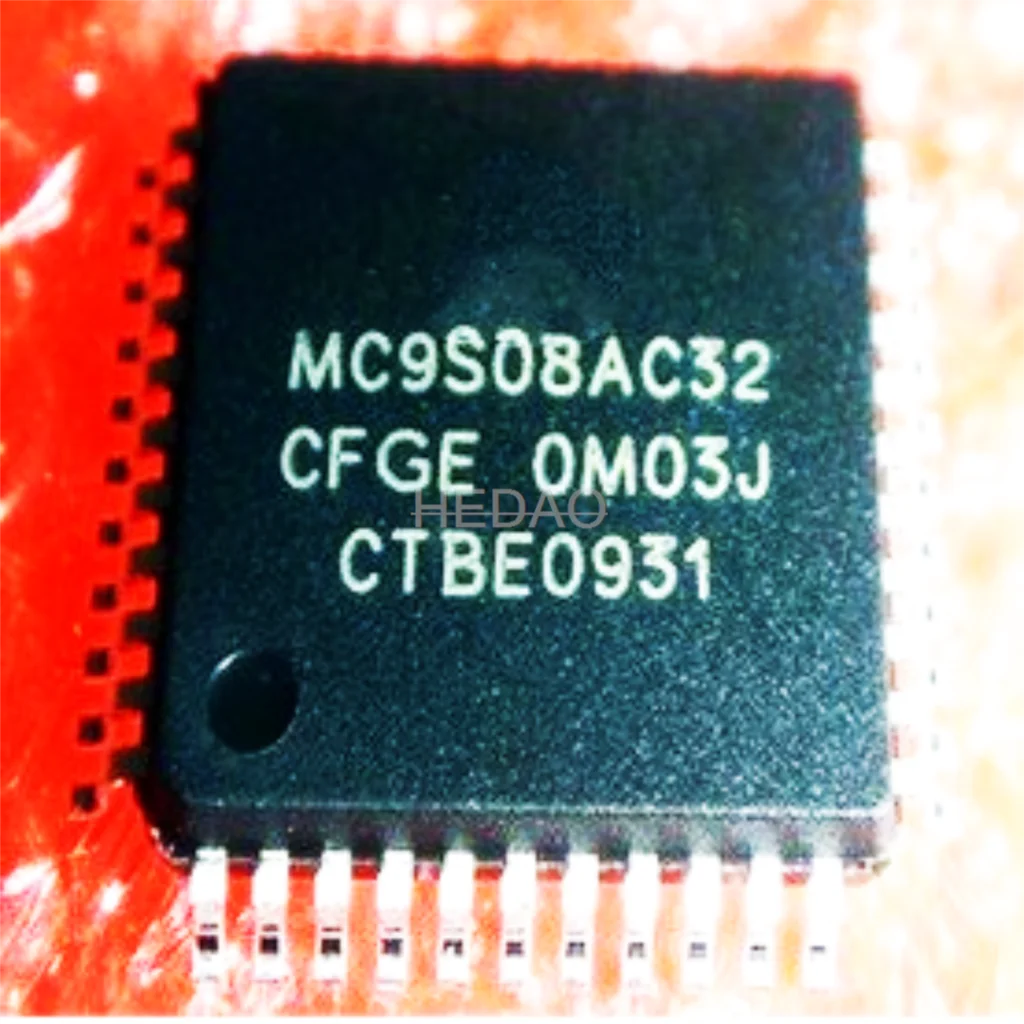 MC9S08AC32
CFGE 0M03J
HEDAO
CTBE0931